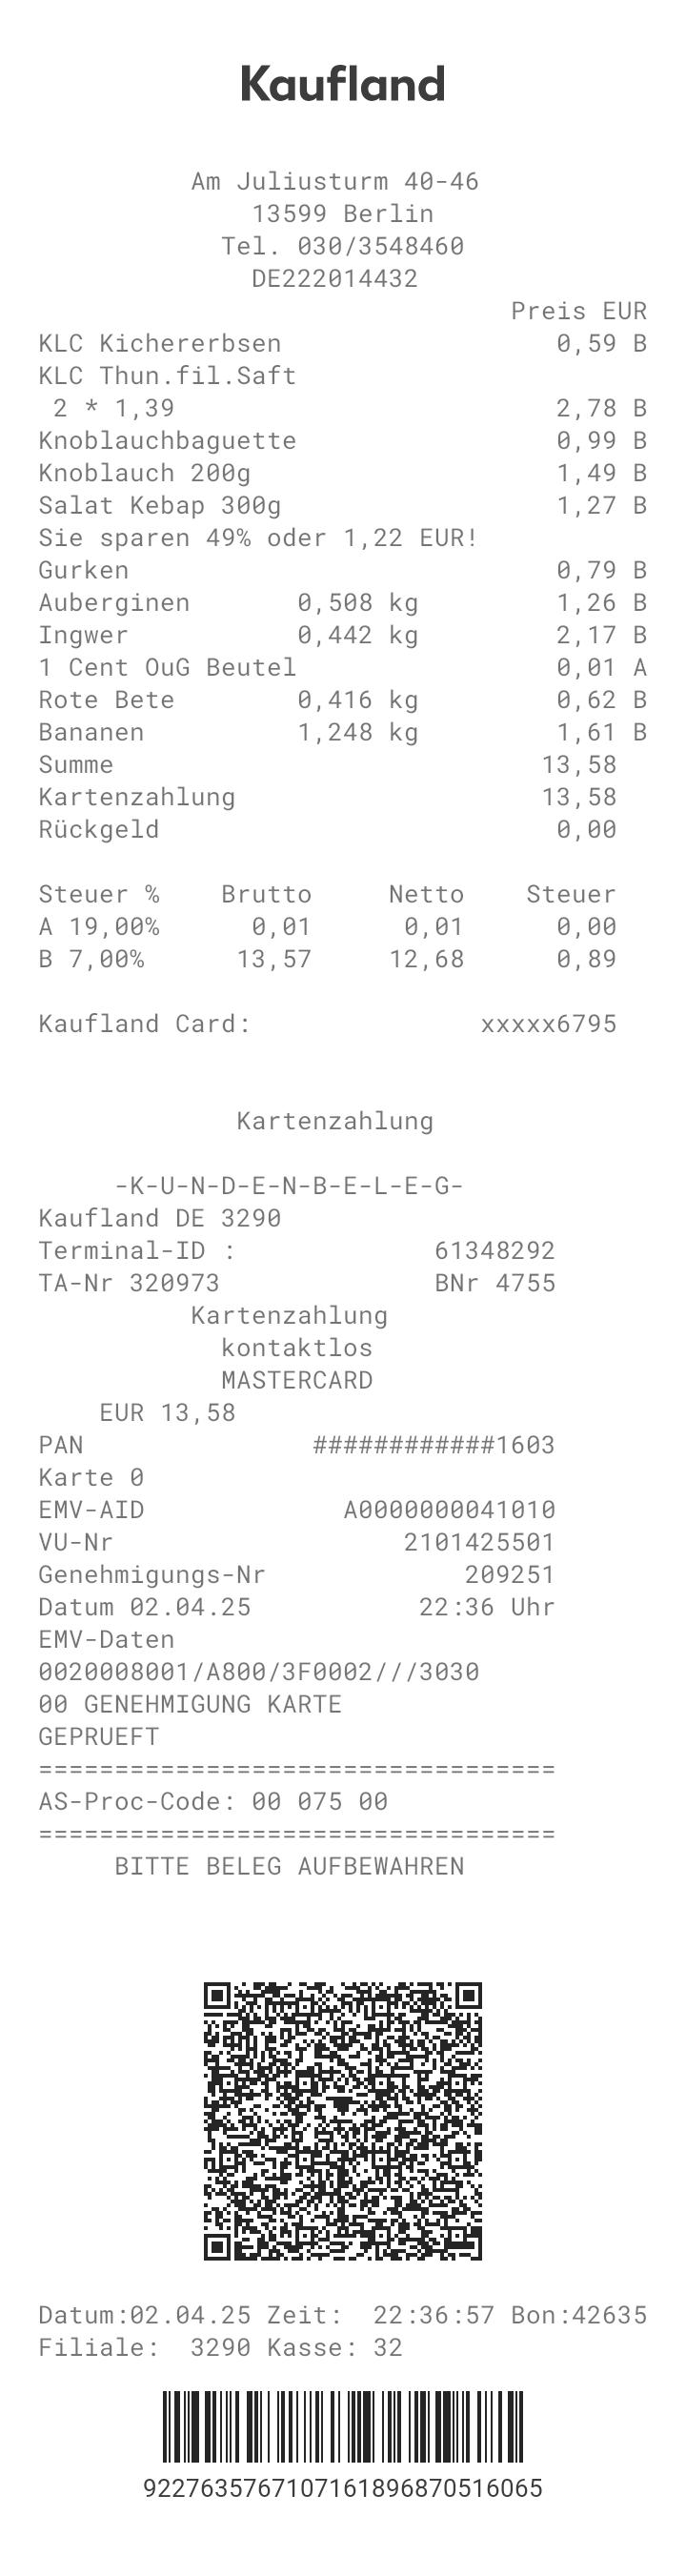 Kaufland
Am Juliusturm 40-46
13599 Berlin
Tel. 030/3548460
DE222014432
Preis EUR
KLC Kichererbsen 0,59 B
KLC Thun.fil.Saft
2 * 1,39 2,78 B
Knoblauchbaguette 0,99 B
Knoblauch 200g 1,49 B
Salat Kebap 300g 1,27 B
Sie sparen 49% oder 1,22 EUR!
Gurken 0,79 B
Auberginen 0,508 kg 1,26 B
Ingwer 0,442 kg 2,17 B
1 Cent OuG Beutel 0,01 A
Rote Bete 0,416 kg 0,62 B
Bananen 1,248 kg 1,61 B
Summe 13,58
Kartenzahlung 13,58
Rückgeld 0,00
Steuer % Brutto Netto Steuer
A 19,00% 0,01 0,01 0,00
B 7,00% 13,57 12,68 0,89
Kaufland Card: xxxxx6795
Kartenzahlung
-K-U-N-D-E-N-B-E-L-E-G-
Kaufland DE 3290
Terminal-ID : 61348292
TA-Nr 320973 BNr 4755
Kartenzahlung
kontaktlos
MASTERCARD
EUR 13,58
PAN ############1603
Karte 0
EMV-AID A0000000041010
VU-Nr 2101425501
Genehmigungs-Nr 209251
Datum 02.04.25 22:36 Uhr
EMV-Daten
0020008001/A800/3F0002///3030
00 GENEHMIGUNG KARTE
GEPRUEFT
==================================
AS-Proc-Code: 00 075 00
==================================
BITTE BELEG AUFBEWAHREN
Datum:02.04.25 Zeit: 22:36:57 Bon:42635
Filiale: 3290 Kasse: 32
9227635767107161896870516065